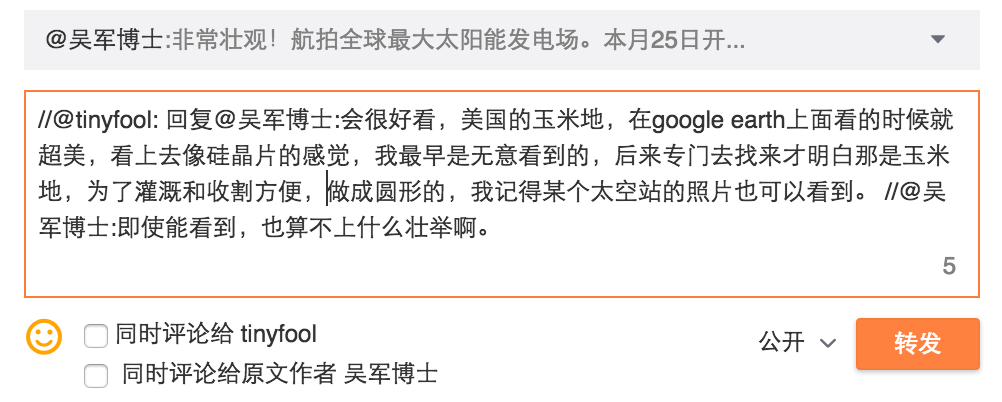 @吴军博士:非常壮观！航拍全球最大太阳能发电场。本月25日开...
//@tinyfool: 回复@吴军博士:会很好看，美国的玉米地，在google earth上面看的时候就
超美，看上去像硅晶片的感觉，我最早是无意看到的，后来专门去找来才明白那是玉米
地，为了灌溉和收割方便，做成圆形的，我记得某个太空站的照片也可以看到。 //@吴
军博士:即使能看到，也算不上什么壮举啊。
5
同时评论给 tinyfool
公开
转发
同时评论给原文作者 吴军博士